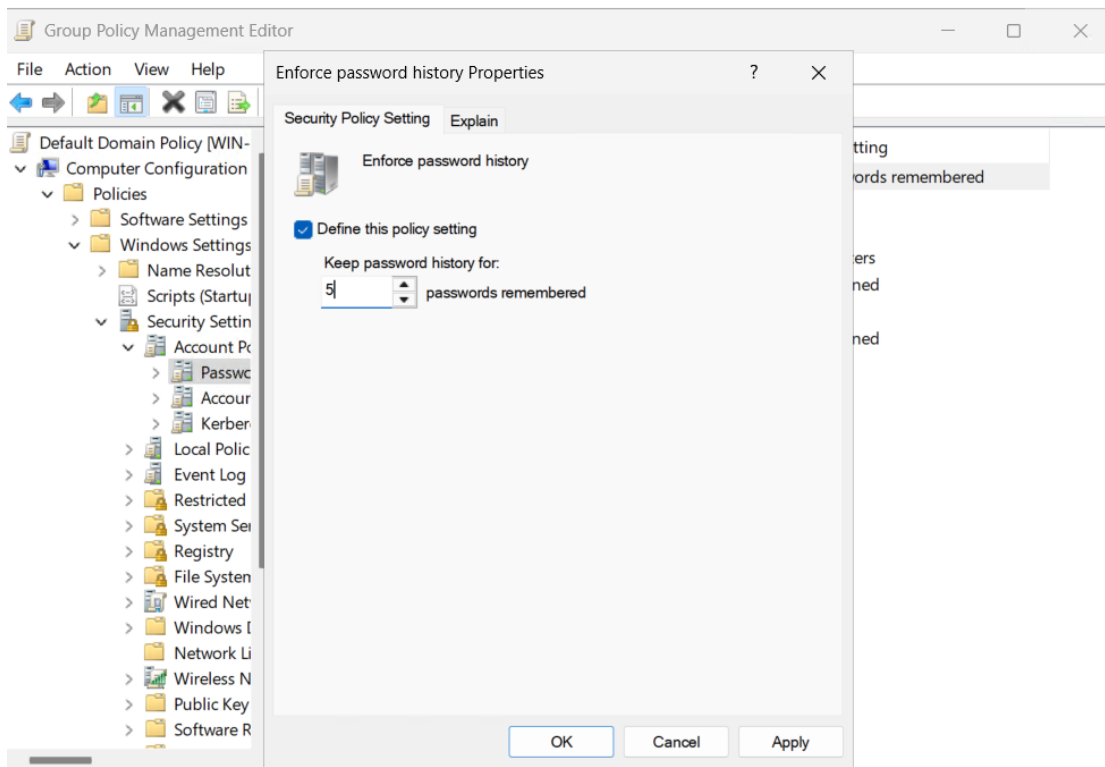 Group Policy Management Editor
File Action View Help
Enforce password history Properties
?
Security Policy Setting Explain
Enforce password history
Define this policy setting
Keep password history for:
5 passwords remembered
OK Cancel Apply
Default Domain Policy [WIN-
Computer Configuration
Policies
Software Settings
Windows Settings
Name Resolut
Scripts (Startu
Security Settin
Account Po
Passwo
Accour
Kerber
Local Polic
Event Log
Restricted
System Ser
Registry
File System
Wired Net
Windows D
Network Li
Wireless N
Public Key
Software R
tting
ords remembered
ers
ned
ned